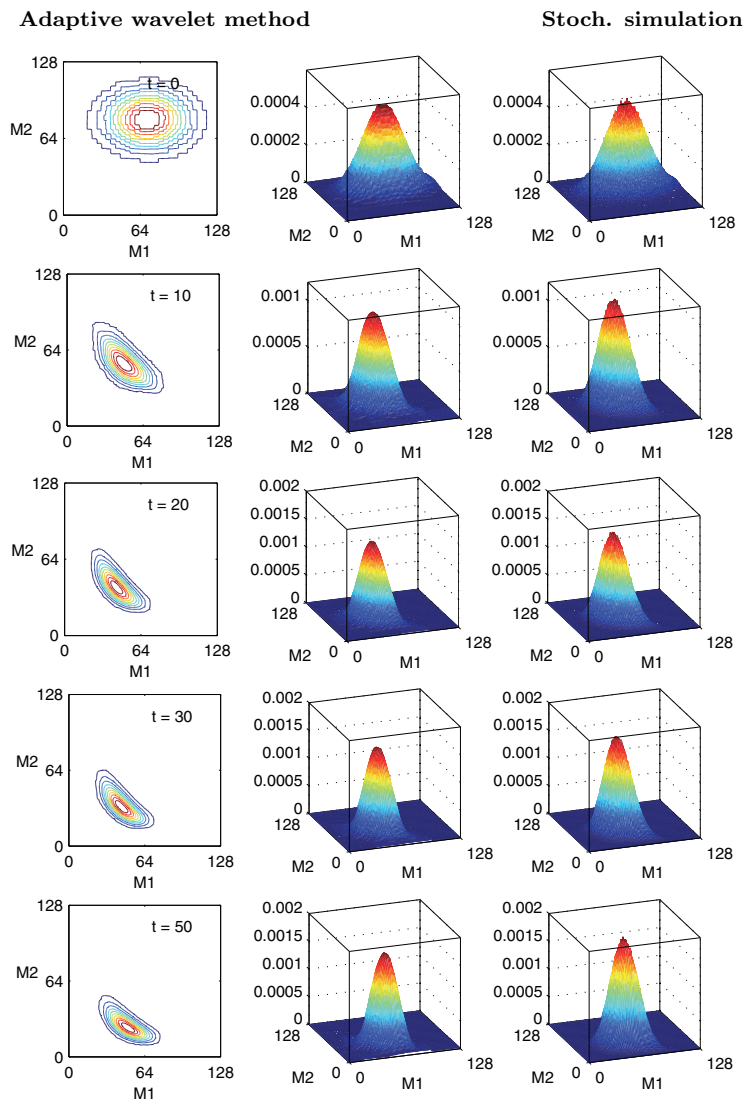 Adaptive wavelet method Stoch. simulation
128
M2 64
0
0 64 128
M1
t = 0
0.0004
0.0002
0
128
M2 0 0 M1 128
0.0004
0.0002
0
128
M2 0 0 M1 128
128
M2 64
0
0 64 128
M1
t = 10
0.001
0.0005
0
128
M2 0 0 M1 128
0.001
0.0005
0
128
M2 0 0 M1 128
128
M2 64
0
0 64 128
M1
t = 20
0.002
0.0015
0.001
0.0005
0
128
M2 0 0 M1 128
0.002
0.0015
0.001
0.0005
0
128
M2 0 0 M1 128
128
M2 64
0
0 64 128
M1
t = 30
0.002
0.0015
0.001
0.0005
0
128
M2 0 0 M1 128
0.002
0.0015
0.001
0.0005
0
128
M2 0 0 M1 128
128
M2 64
0
0 64 128
M1
t = 50
0.002
0.0015
0.001
0.0005
0
128
M2 0 0 M1 128
0.002
0.0015
0.001
0.0005
0
128
M2 0 0 M1 128